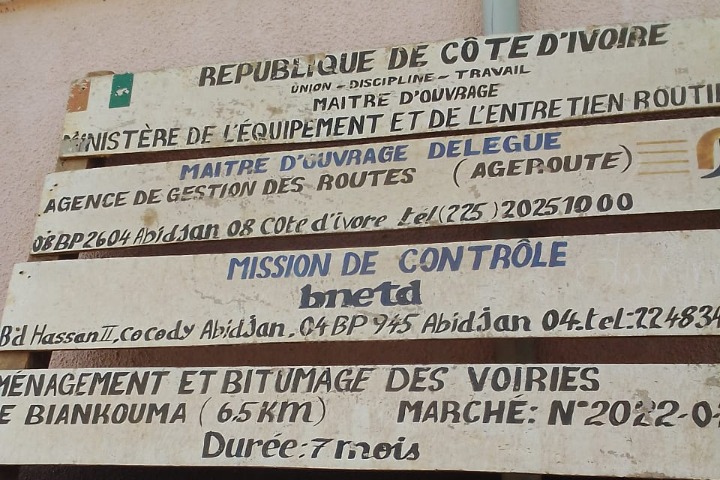 REPUBLIQUE DE CÔTE D'IVOIRE
UNION - DISCIPLINE - TRAVAIL
MAITRE D'OUVRAGE
MINISTÈRE DE L'ÉQUIPEMENT ET DE L'ENTRETIEN ROUTI
MAITRE D'OUVRAGE DELEGUE
AGENCE DE GESTION DES ROUTES (AGEROUTE)
08 BP 2604 Abidjan 08 Côte d'ivore tel (225) 20251000
MISSION DE CONTRÔLE
bnetd
Bd Hassan II, cocody Abidjan, 04 BP 945 Abidjan 04. tel: 224834
MÉNAGEMENT ET BITUMAGE DES VOIRIES
E BIANKOUMA (6.5KM) MARCHÉ: N°2022-0
Durée: 7 mois